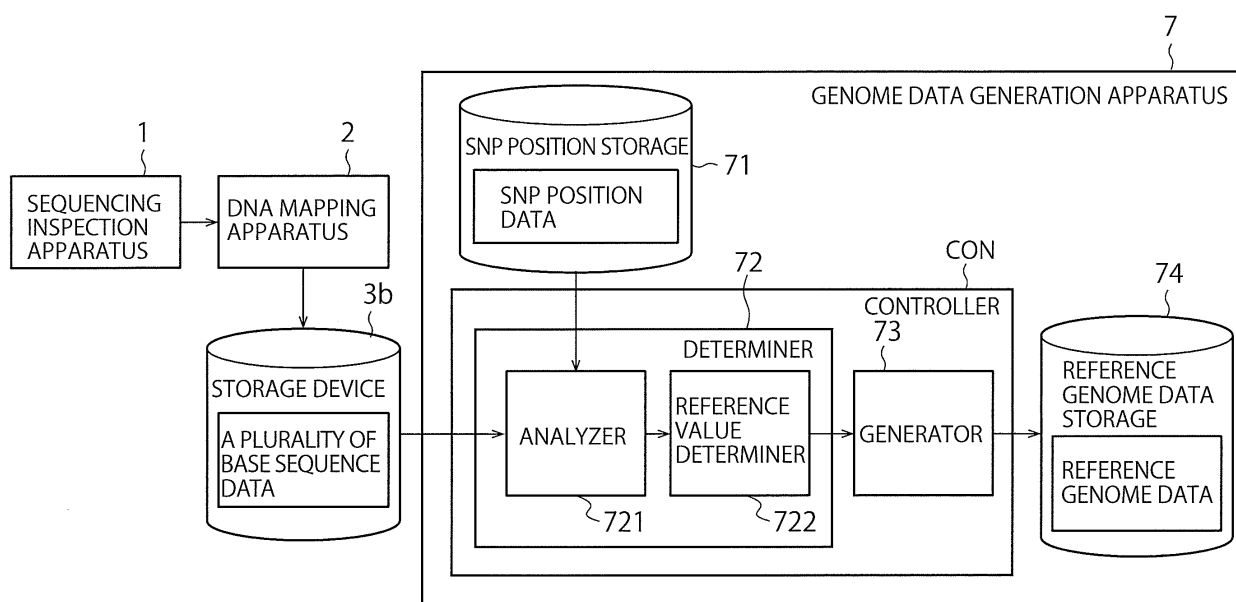 7
GENOME DATA GENERATION APPARATUS
SNP POSITION STORAGE
71
SNP POSITION
DATA
1
SEQUENCING
INSPECTION
APPARATUS
2
DNA MAPPING
APPARATUS
3b
STORAGE DEVICE
A PLURALITY OF
BASE SEQUENCE
DATA
CON
CONTROLLER
72
DETERMINER
ANALYZER
721
REFERENCE
VALUE
DETERMINER
722
73
GENERATOR
74
REFERENCE
GENOME DATA
STORAGE
REFERENCE
GENOME DATA